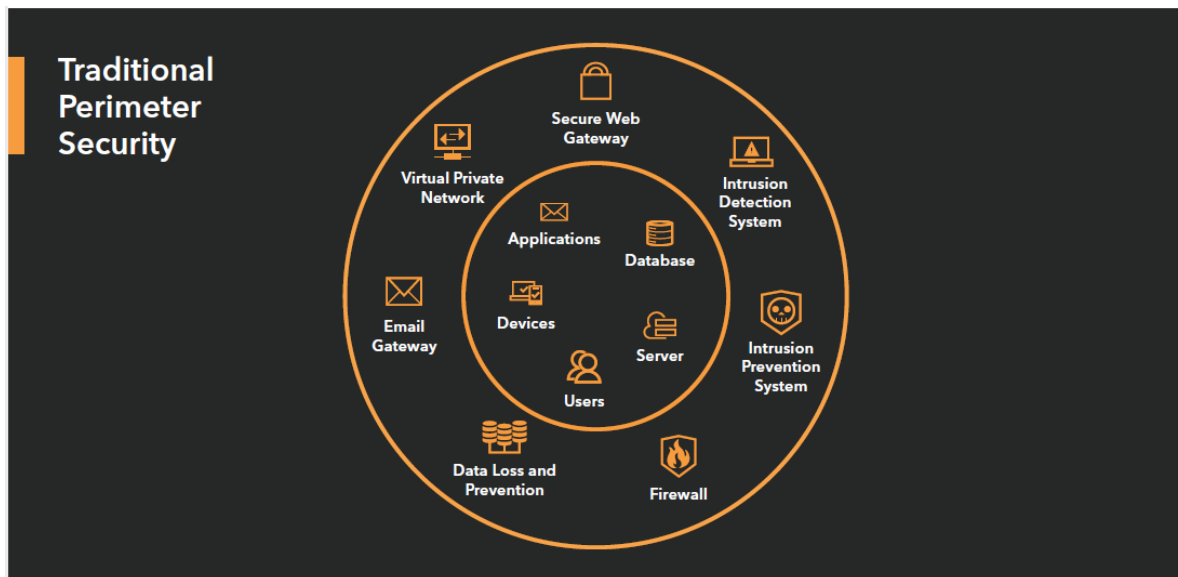 Traditional
Perimeter
Security
Secure Web
Gateway
Virtual Private
Network
Intrusion
Detection
System
Applications
Database
Email
Gateway
Devices
Server
Intrusion
Prevention
System
Users
Data Loss and
Prevention
Firewall